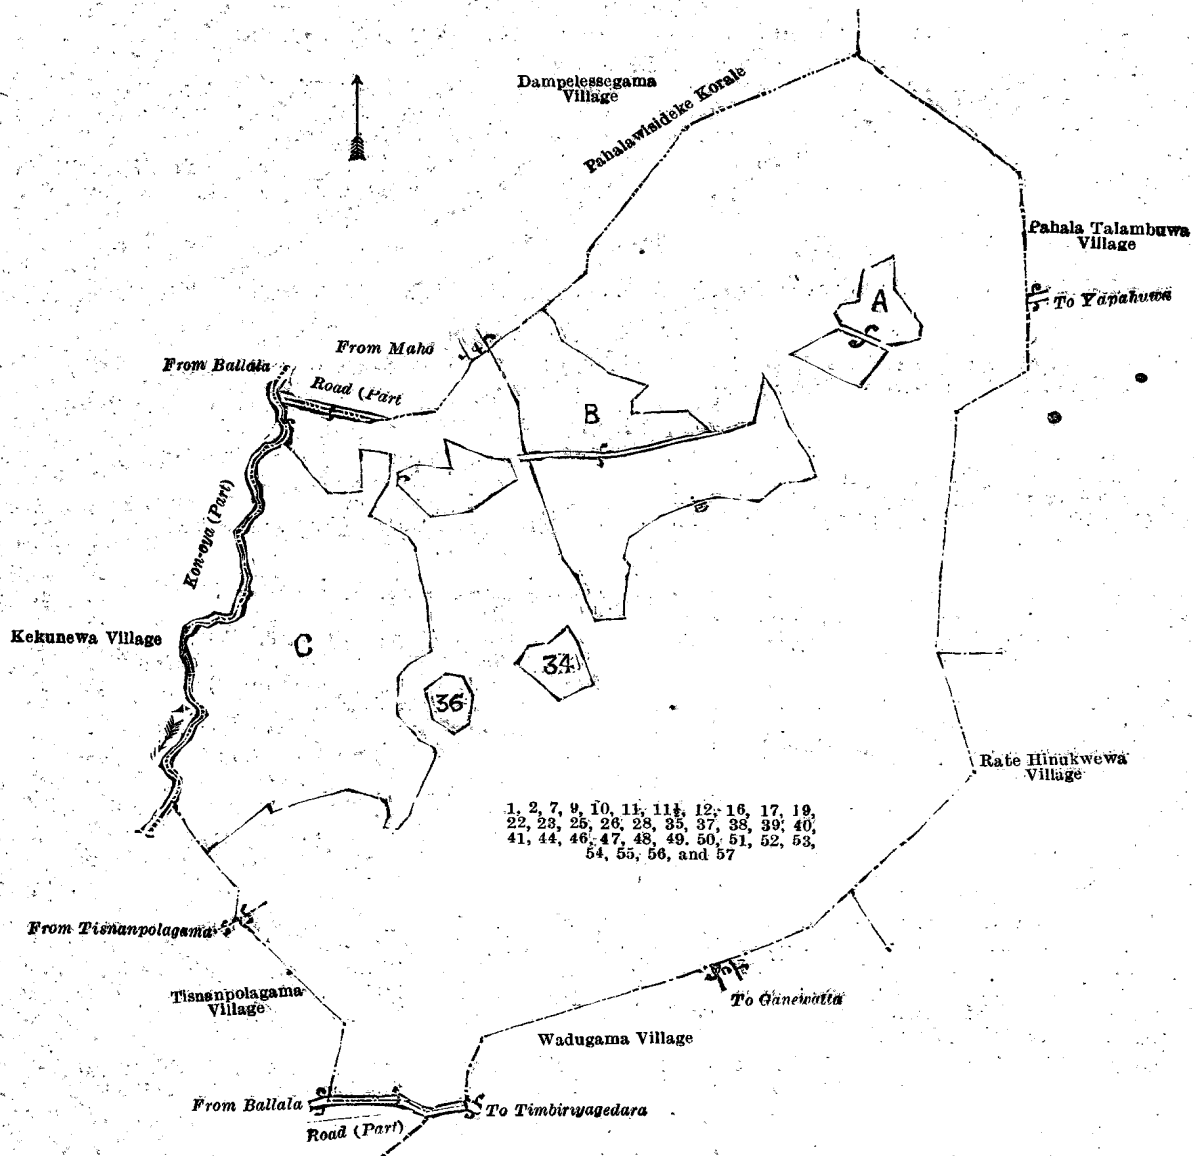 Dampelessegama
Village
Pahalawisideke Korale
Pahala Talambuwa
Village
To Yapahuwa
A
From Maho
From Ballala
Road (Part
B
Kon-oya (Part)
Kekunewa Village
C
34
36
Rate Hinukwewa
Village
1, 2, 7, 9, 10, 11, 11½, 12, 16, 17, 19,
22, 23, 25, 26, 28, 35, 37, 38, 39, 40,
41, 44, 46, 47, 48, 49. 50, 51, 52, 53,
54, 55, 56, and 57
From Tisnanpolagama
Tisnanpolagama
Village
To Ganewatta
Wadugama Village
From Ballala
To Timbiriyagedara
Road (Part)